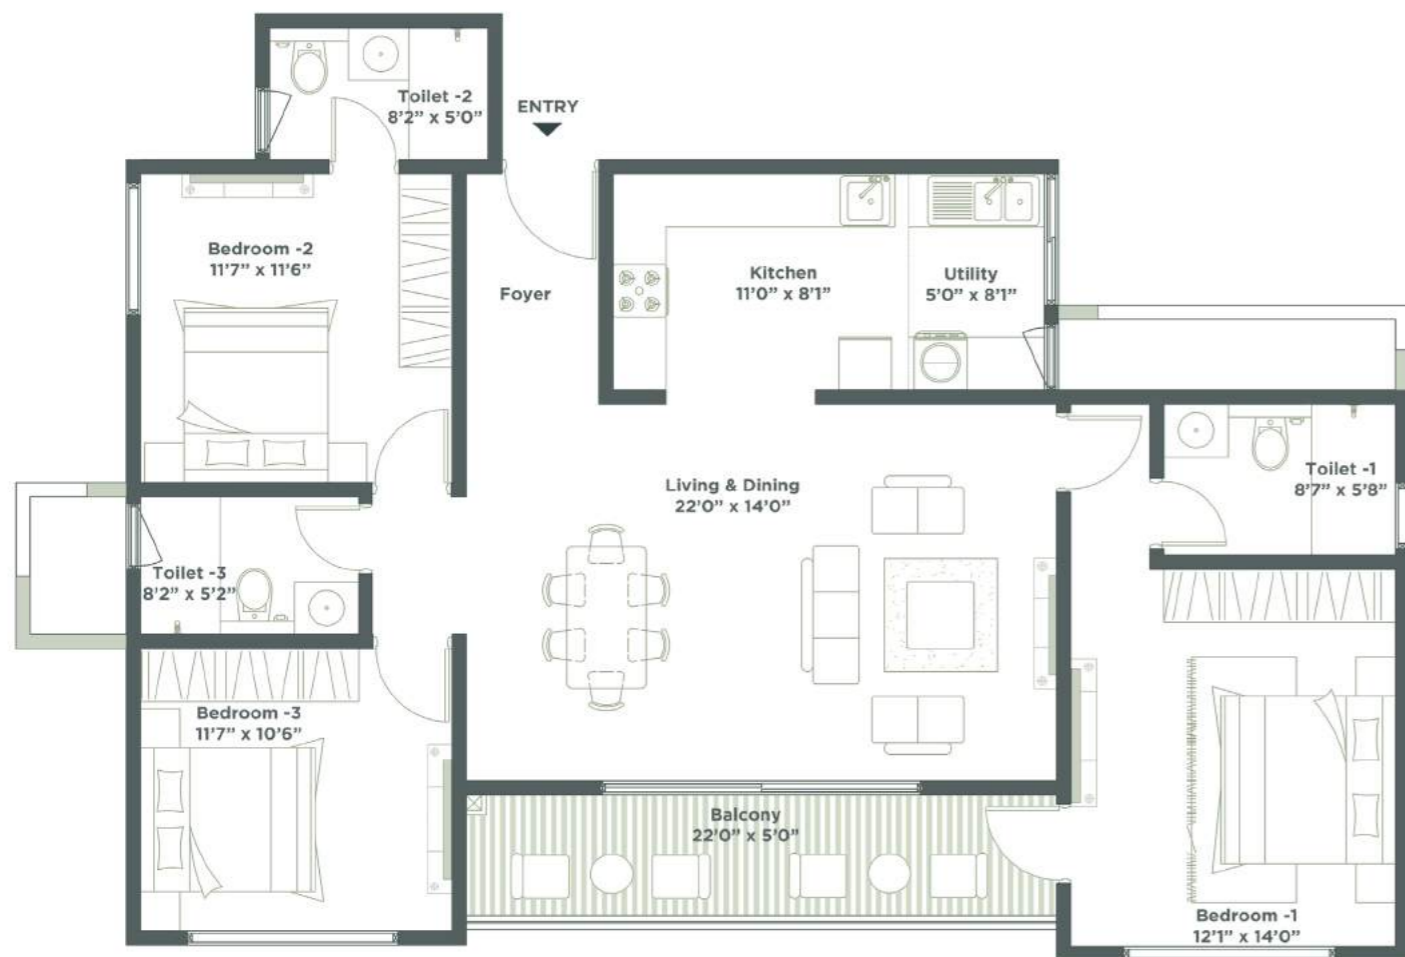 Toilet -2
8’2” x 5’0”
ENTRY
Bedroom -2
11’7” x 11’6”
Foyer
Kitchen
11’0” x 8’1”
Utility
5’0” x 8’1”
Living & Dining
22’0” x 14’0”
Toilet -1
8’7” x 5’8”
Toilet -3
8’2” x 5’2”
Bedroom -3
11’7” x 10’6”
Balcony
22’0” x 5’0”
Bedroom -1
12’1” x 14’0”